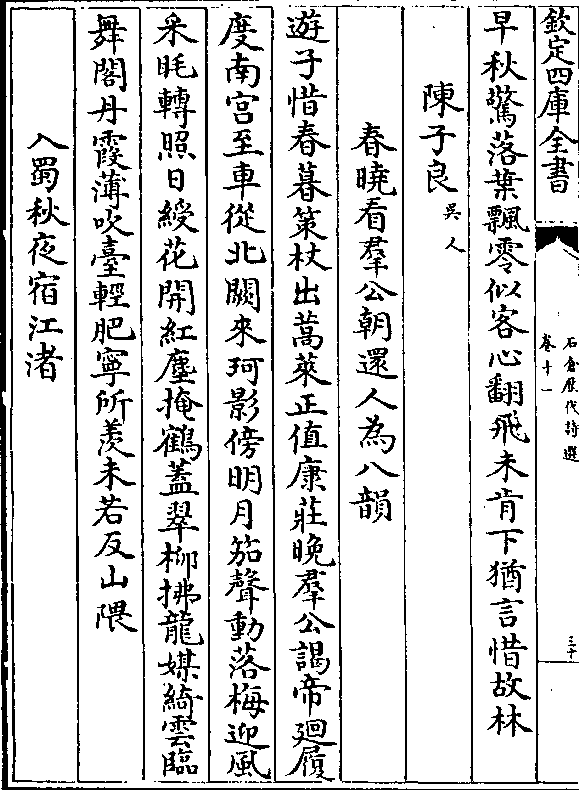 欽定四庫全書
石倉歷代詩選
卷十一
三十
早秋驚落葉飄零似客心翻飛未肯下猶言惜故林
陳子良吳人
春曉看羣公朝還人為八韻
遊子惜春暮策杖出蒿萊正值康莊晚羣公謁帝廻履
度南宮至車從北闕來珂影傍明月笳聲動落梅迎風
采眊轉照日綬花開紅塵掩鶴蓋翠柳拂龍媒綺雲臨
舞閣丹霞薄吹臺輕肥寧所羨未若反山隈
入蜀秋夜宿江渚